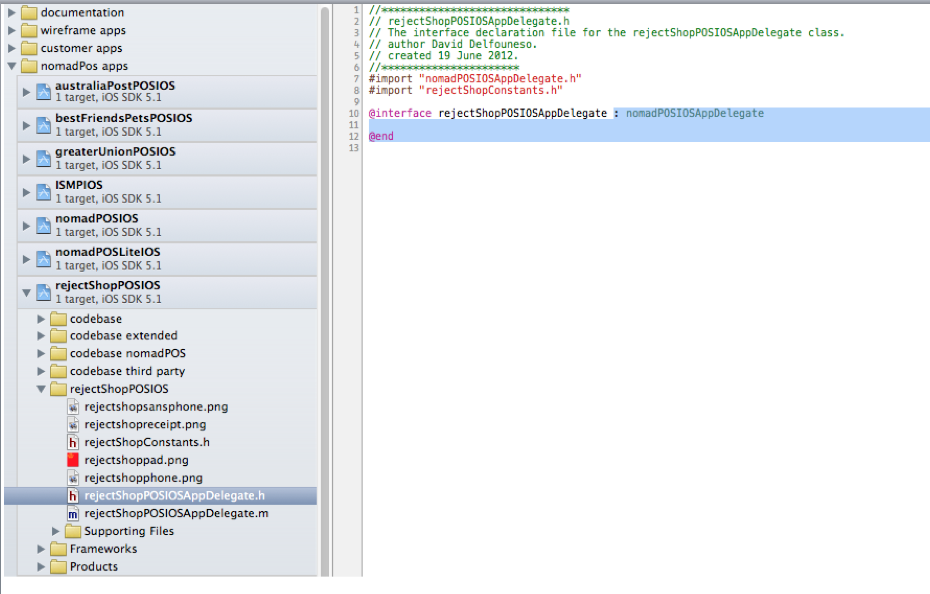 documentation
wireframe apps
customer apps
nomadPos apps
australiaPostPOSIOS
1 target, iOS SDK 5.1
bestFriendsPetsPOSIOS
1 target, iOS SDK 5.1
greaterUnionPOSIOS
1 target, iOS SDK 5.1
ISMPIOS
1 target, iOS SDK 5.1
nomadPOSIOS
1 target, iOS SDK 5.1
nomadPOSLiteIOS
1 target, iOS SDK 5.1
rejectShopPOSIOS
1 target, iOS SDK 5.1
codebase
codebase extended
codebase nomadPOS
codebase third party
rejectShopPOSIOS
rejectshopsansphone.png
rejectshopreceipt.png
h rejectShopConstants.h
rejectshoppad.png
rejectshopphone.png
h rejectShopPOSIOSAppDelegate.h
m rejectShopPOSIOSAppDelegate.m
Supporting Files
Frameworks
Products
1 //******************************
2 // rejectShopPOSIOSAppDelegate.h
3 // The interface declaration file for the rejectShopPOSIOSAppDelegate class.
4 // author David Delfouneso.
5 // created 19 June 2012.
6 //**********************
7 #import "nomadPOSIOSAppDelegate.h"
8 #import "rejectShopConstants.h"
9
10 @interface rejectShopPOSIOSAppDelegate : nomadPOSIOSAppDelegate
11
12 @end
13